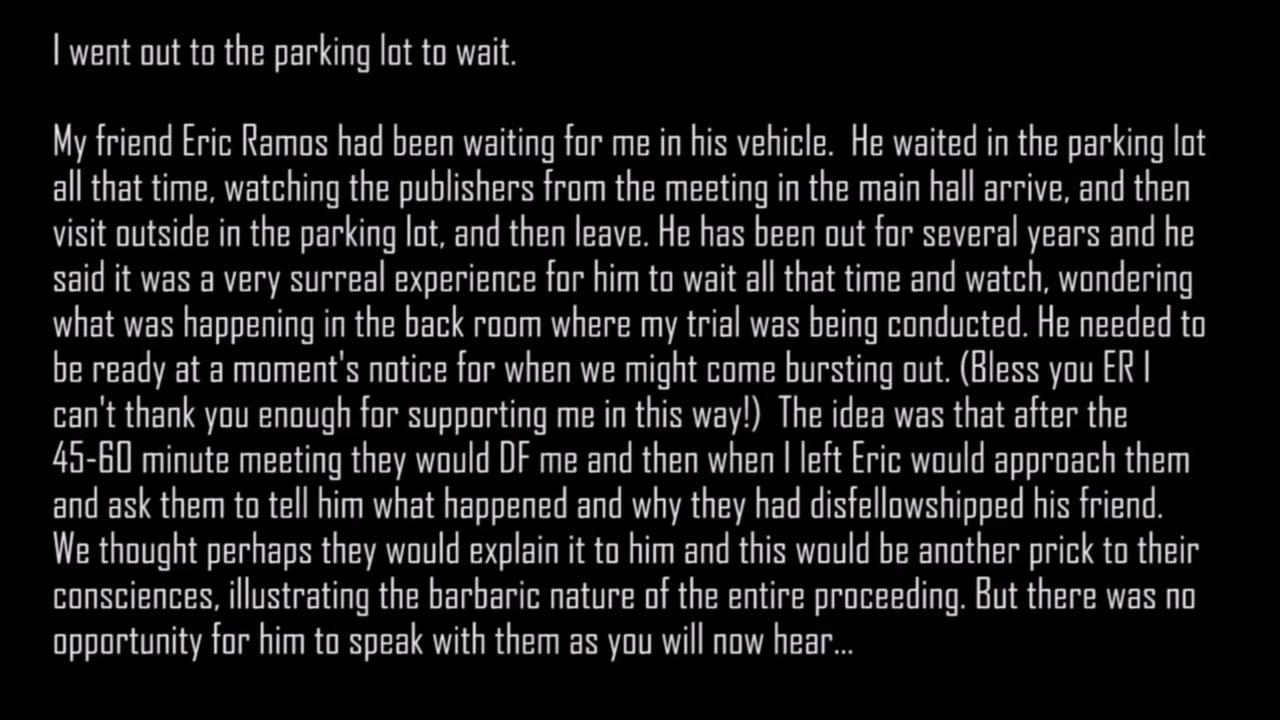 I went out to the parking lot to wait.
My friend Eric Ramos had been waiting for me in his vehicle.  He waited in the parking lot
all that time, watching the publishers from the meeting in the main hall arrive, and then
visit outside in the parking lot, and then leave. He has been out for several years and he
said it was a very surreal experience for him to wait all that time and watch, wondering
what was happening in the back room where my trial was being conducted. He needed to
be ready at a moment's notice for when we might come bursting out. (Bless you ER I
can't thank you enough for supporting me in this way!)  The idea was that after the
45-60 minute meeting they would DF me and then when I left Eric would approach them
and ask them to tell him what happened and why they had disfellowshipped his friend.
We thought perhaps they would explain it to him and this would be another prick to their
consciences, illustrating the barbaric nature of the entire proceeding. But there was no
opportunity for him to speak with them as you will now hear...